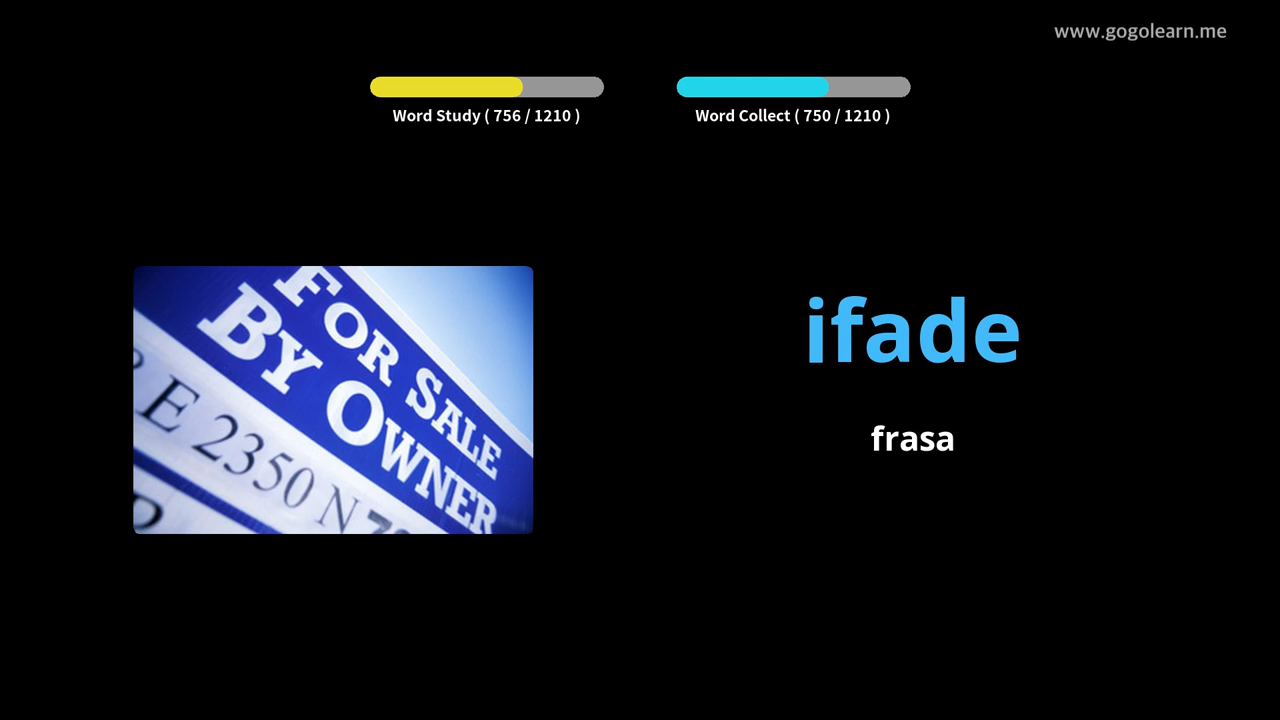 www.gogolearn.me
Word Study ( 756 / 1210 )
Word Collect ( 750 / 1210 )
FOR SALE
BY OWNER
E 2350 N
ifade
frasa